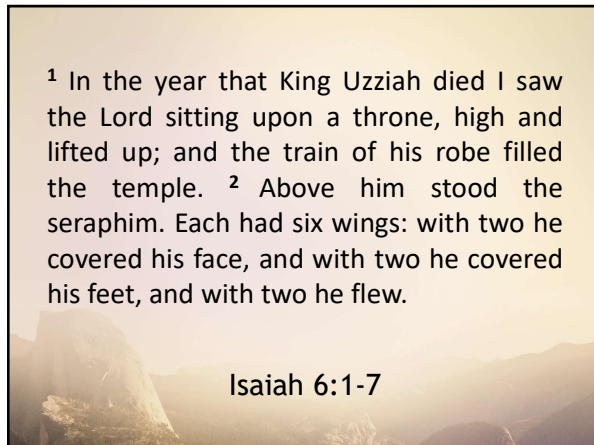 1 In the year that King Uzziah died I saw
the Lord sitting upon a throne, high and
lifted up; and the train of his robe filled
the temple. 2 Above him stood the
seraphim. Each had six wings: with two he
covered his face, and with two he covered
his feet, and with two he flew.
Isaiah 6:1-7